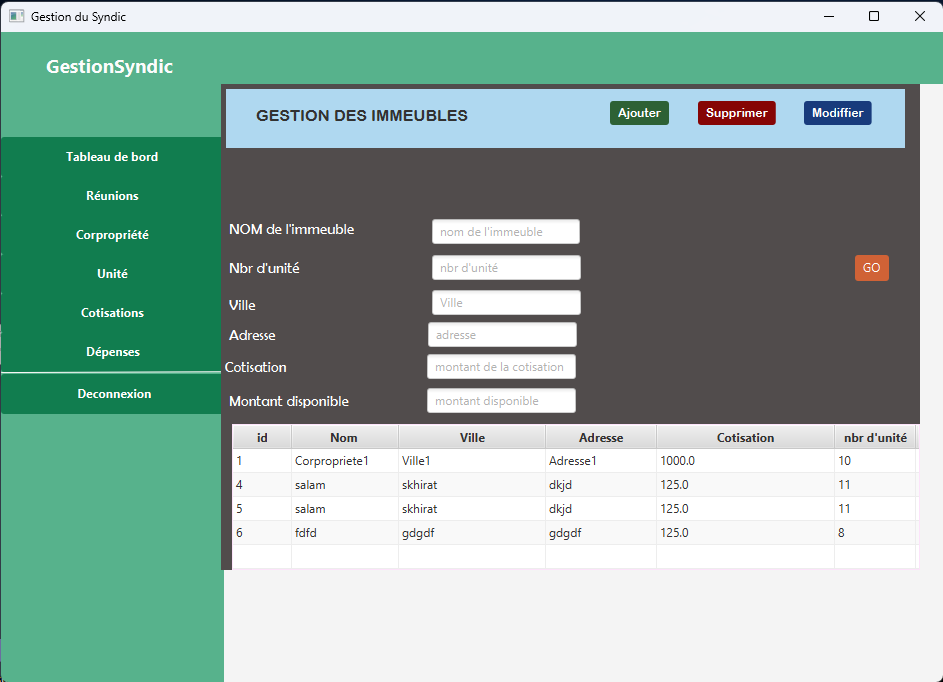 Gestion du Syndic
GestionSyndic
GESTION DES IMMEUBLES Ajouter Supprimer Modiffier
Tableau de bord
Réunions
Corpropriété
Unité
Cotisations
Dépenses
Deconnexion
NOM de l'immeuble nom de l'immeuble
Nbr d'unité nbr d'unité GO
Ville Ville
Adresse adresse
Cotisation montant de la cotisation
Montant disponible montant disponible
id Nom Ville Adresse Cotisation nbr d'unité
1 Corpropriete1 Ville1 Adresse1 1000.0 10
4 salam skhirat dkjd 125.0 11
5 salam skhirat dkjd 125.0 11
6 fdfd gdgdf gdgdf 125.0 8